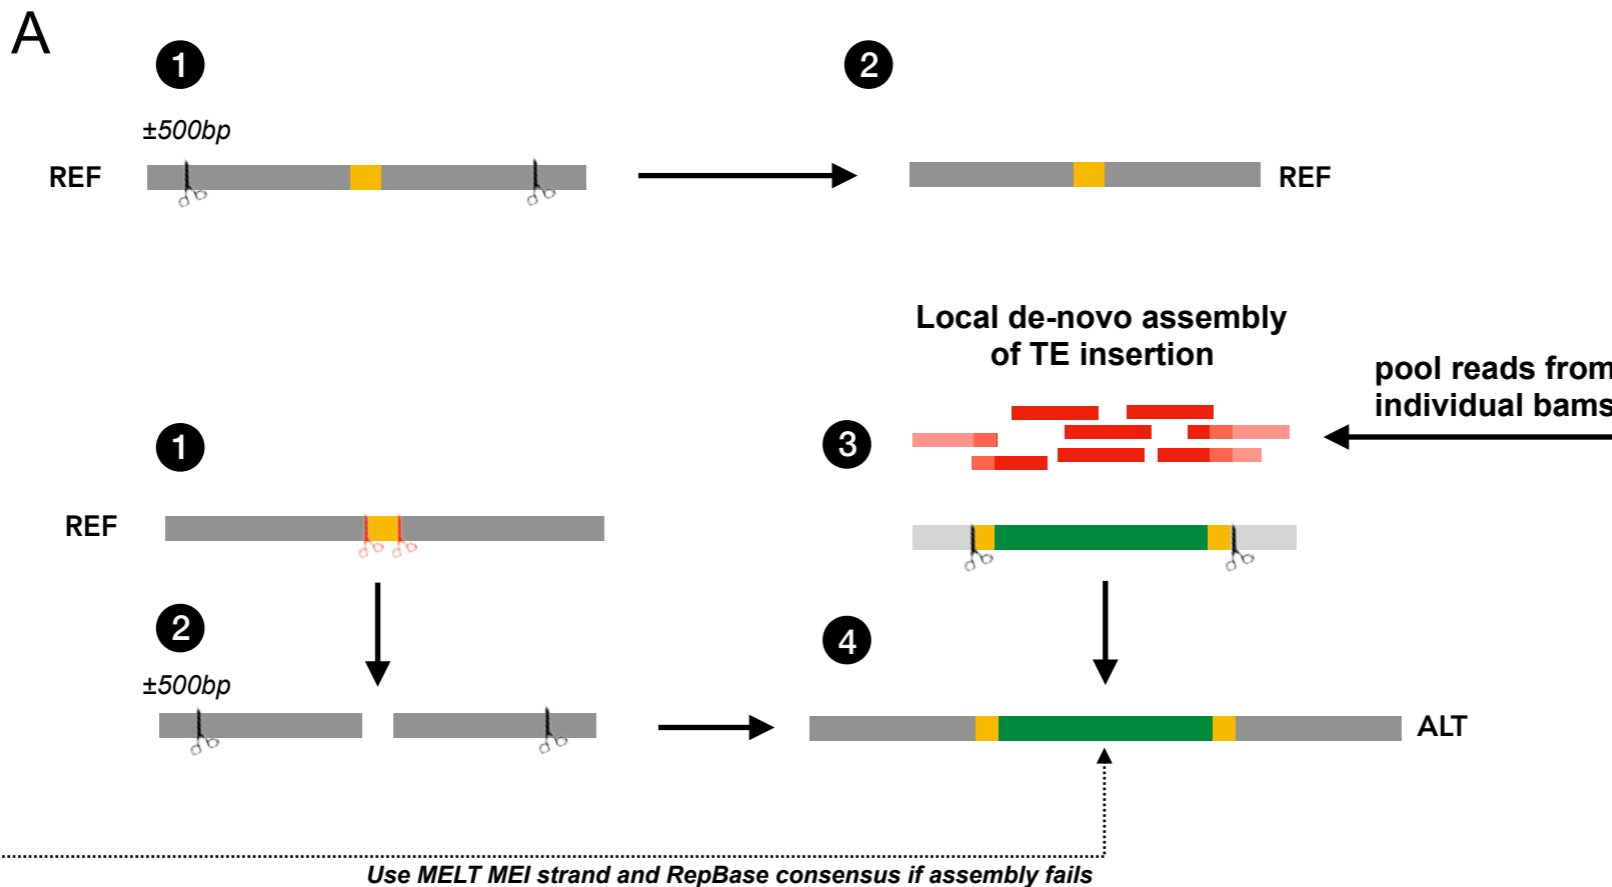 A
1
2
±500bp
REF
REF
Local de-novo assembly
of TE insertion
pool reads from
individual bams
1
3
REF
2
4
±500bp
ALT
Use MELT MEI strand and RepBase consensus if assembly fails